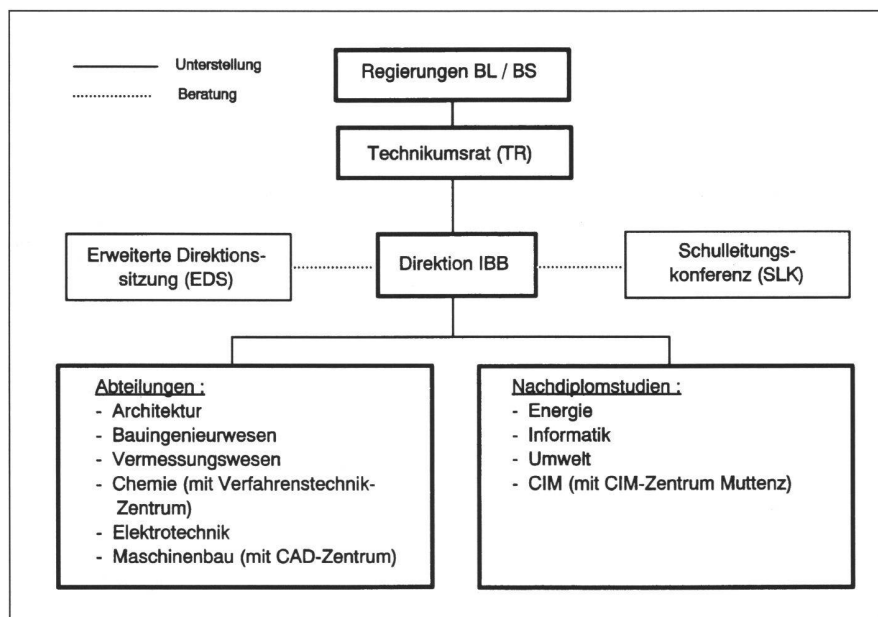 Unterstellung
Beratung
Regierungen BL / BS
Technikumsrat (TR)
Erweiterte Direktions-
sitzung (EDS)
Direktion IBB
Schulleitungs-
konferenz (SLK)
Abteilungen :
- Architektur
- Bauingenieurwesen
- Vermessungswesen
- Chemie (mit Verfahrenstechnik-
Zentrum)
- Elektrotechnik
- Maschinenbau (mit CAD-Zentrum)
Nachdiplomstudien :
- Energie
- Informatik
- Umwelt
- CIM (mit CIM-Zentrum Muttenz)